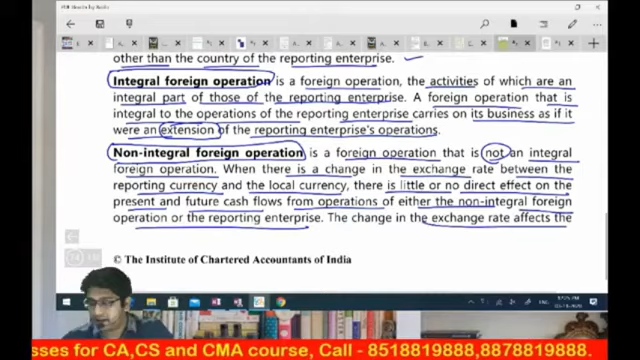 other than the country of the reporting enterprise.
Integral foreign operation is a foreign operation, the activities of which are an
integral part of those of the reporting enterprise. A foreign operation that is
integral to the operations of the reporting enterprise carries on its business as if it
were an extension of the reporting enterprise's operations.
Non-integral foreign operation is a foreign operation that is not an integral
foreign operation. When there is a change in the exchange rate between the
reporting currency and the local currency, there is little or no direct effect on the
present and future cash flows from operations of either the non-integral foreign
operation or the reporting enterprise. The change in the exchange rate affects the
© The Institute of Chartered Accountants of India
sses for CA,CS and CMA course, Call - 8518819888,8878819888.